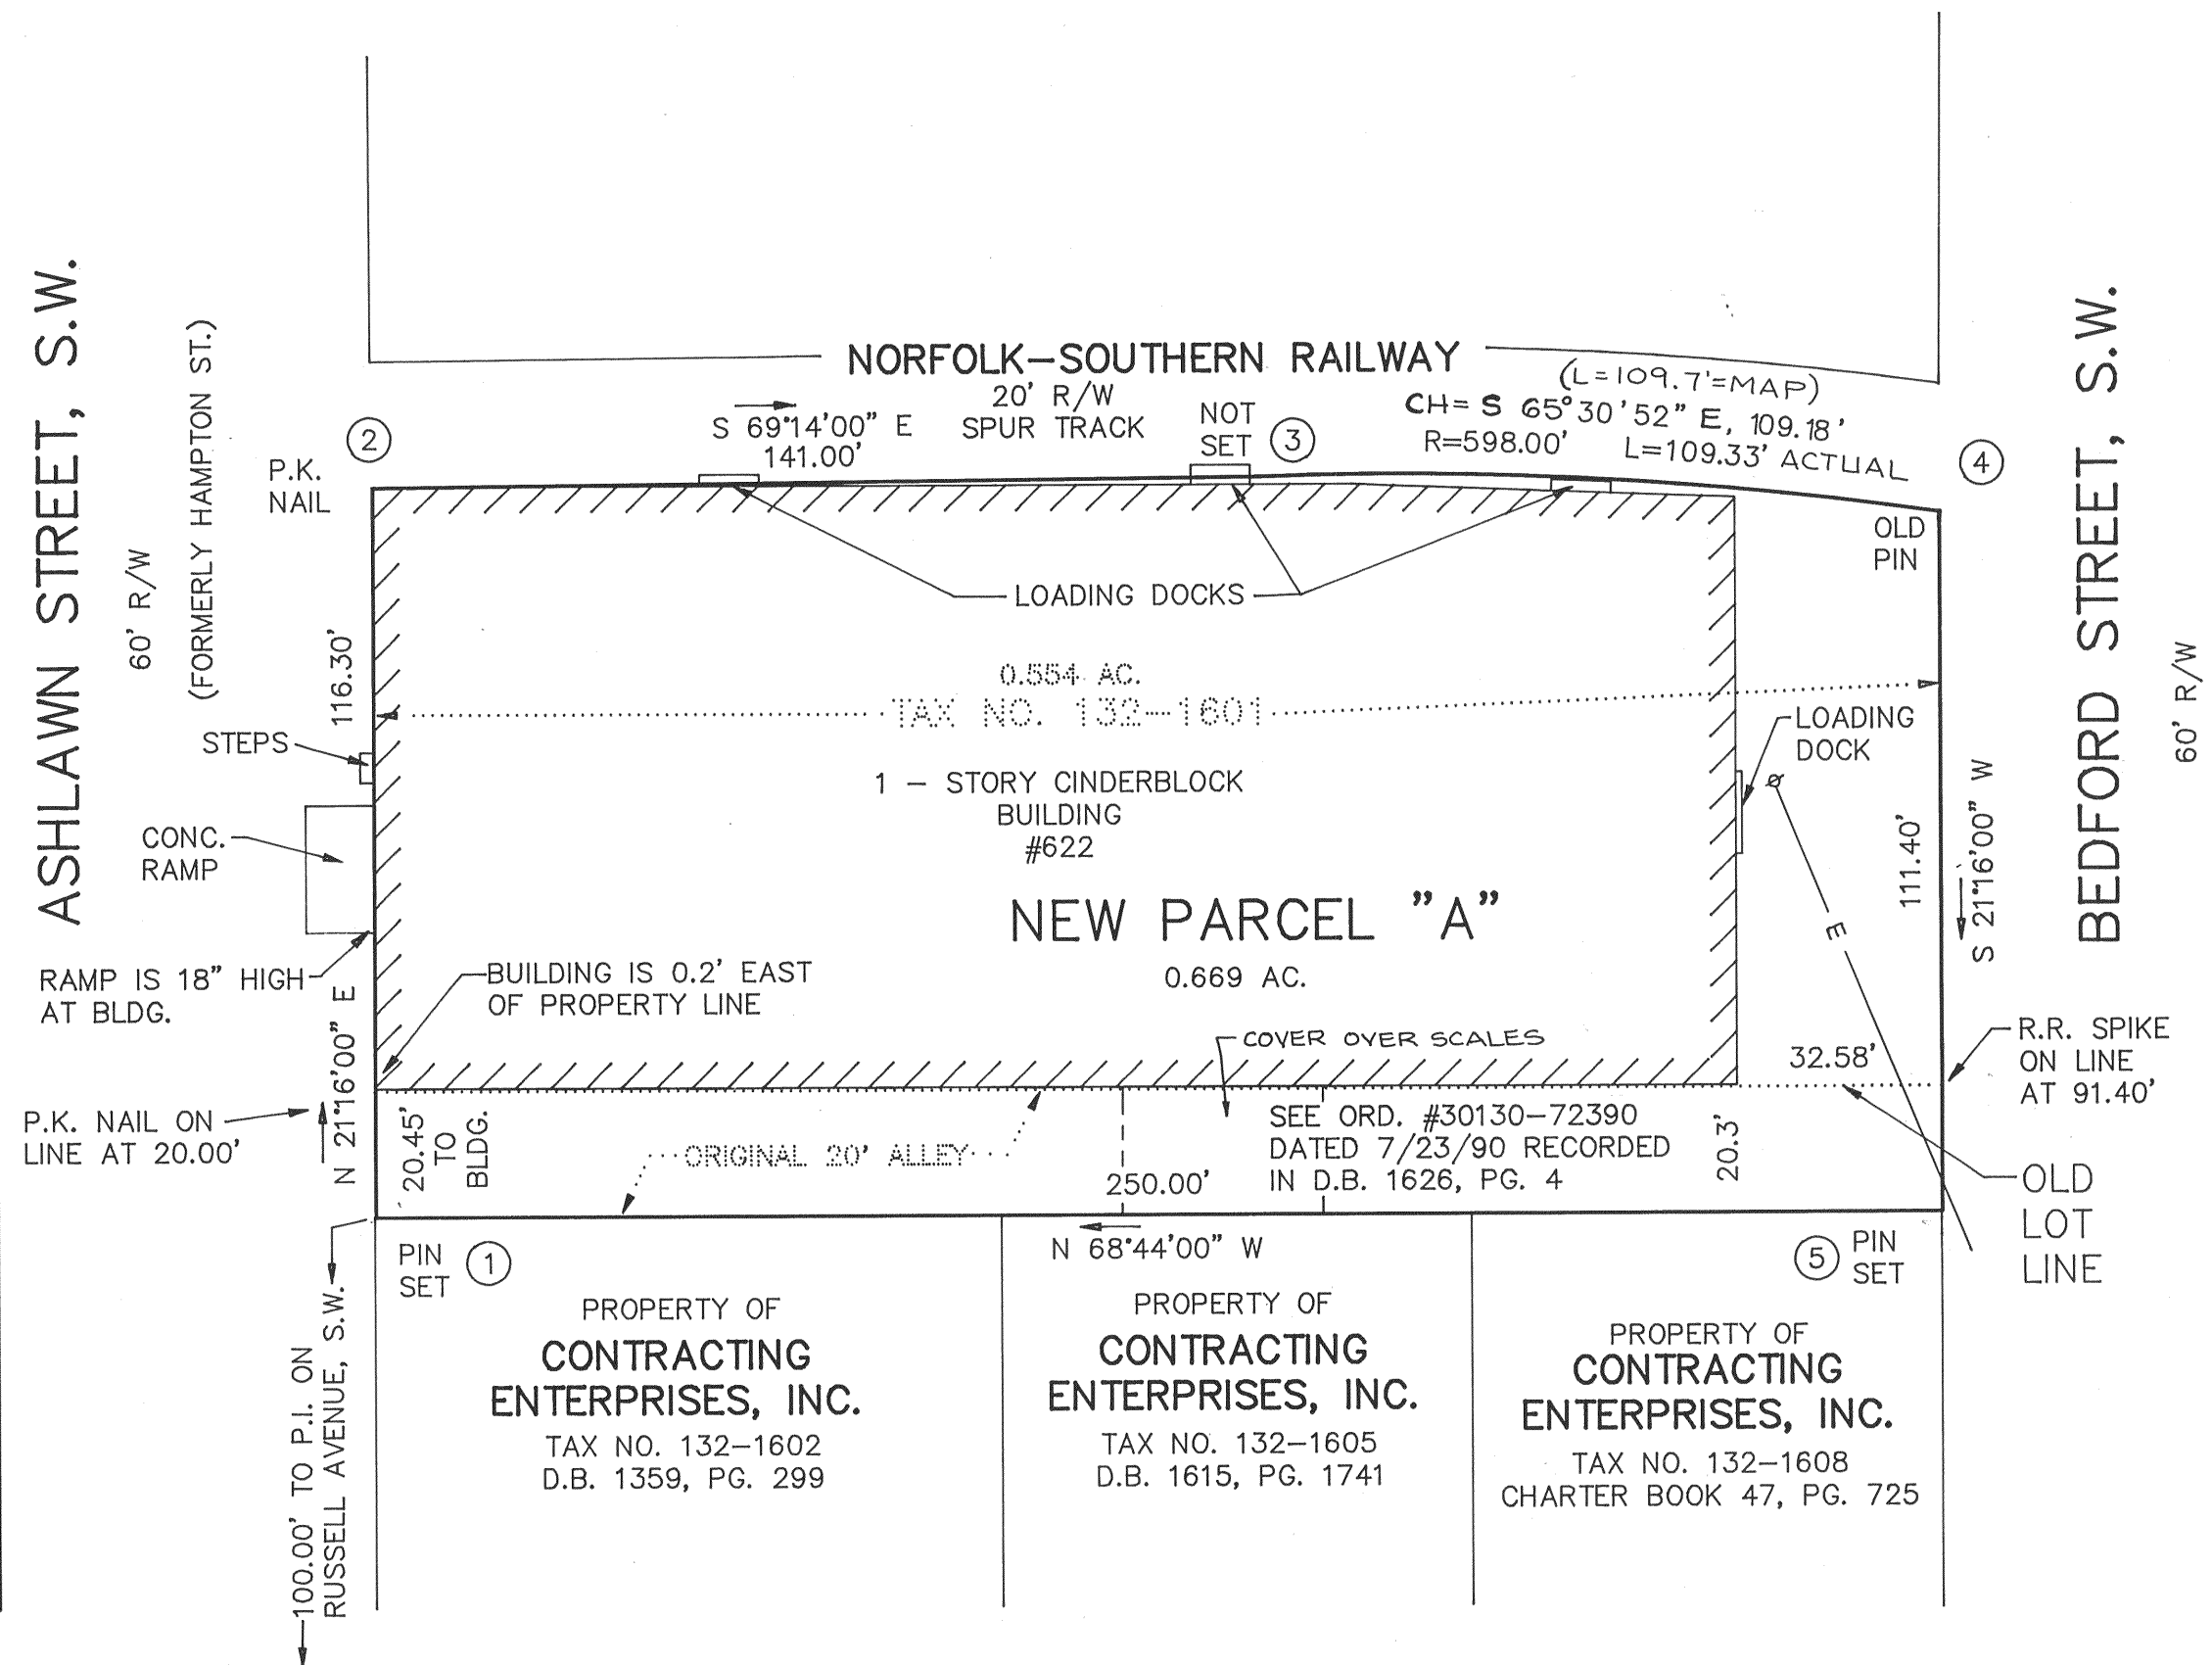 NORFOLK–SOUTHERN RAILWAY
20' R/W
SPUR TRACK
S 69°14'00" E
141.00'
NOT
SET
3
(L=109.7'=MAP)
CH= S 65°30'52" E, 109.18'
R=598.00' L=109.33' ACTUAL
2
P.K.
NAIL
4
OLD
PIN
ASHLAWN STREET, S.W.
60' R/W
(FORMERLY HAMPTON ST.)
BEDFORD STREET, S.W.
60' R/W
LOADING DOCKS
116.30'
0.554 AC.
TAX NO. 132–1601
STEPS
LOADING
DOCK
1 – STORY CINDERBLOCK
BUILDING
#622
CONC.
RAMP
111.40'
S 21°16'00" W
E
NEW PARCEL "A"
0.669 AC.
RAMP IS 18" HIGH
AT BLDG.
BUILDING IS 0.2' EAST
OF PROPERTY LINE
N 21°16'00" E
COVER OVER SCALES
32.58'
R.R. SPIKE
ON LINE
AT 91.40'
P.K. NAIL ON
LINE AT 20.00'
20.45'
TO
BLDG.
ORIGINAL 20' ALLEY
SEE ORD. #30130–72390
DATED 7/23/90 RECORDED
IN D.B. 1626, PG. 4
20.3'
250.00'
OLD
LOT
LINE
N 68°44'00" W
PIN
SET
1
5
PIN
SET
100.00' TO P.I. ON
RUSSELL AVENUE, S.W.
PROPERTY OF
CONTRACTING
ENTERPRISES, INC.
TAX NO. 132–1602
D.B. 1359, PG. 299
PROPERTY OF
CONTRACTING
ENTERPRISES, INC.
TAX NO. 132–1605
D.B. 1615, PG. 1741
PROPERTY OF
CONTRACTING
ENTERPRISES, INC.
TAX NO. 132–1608
CHARTER BOOK 47, PG. 725